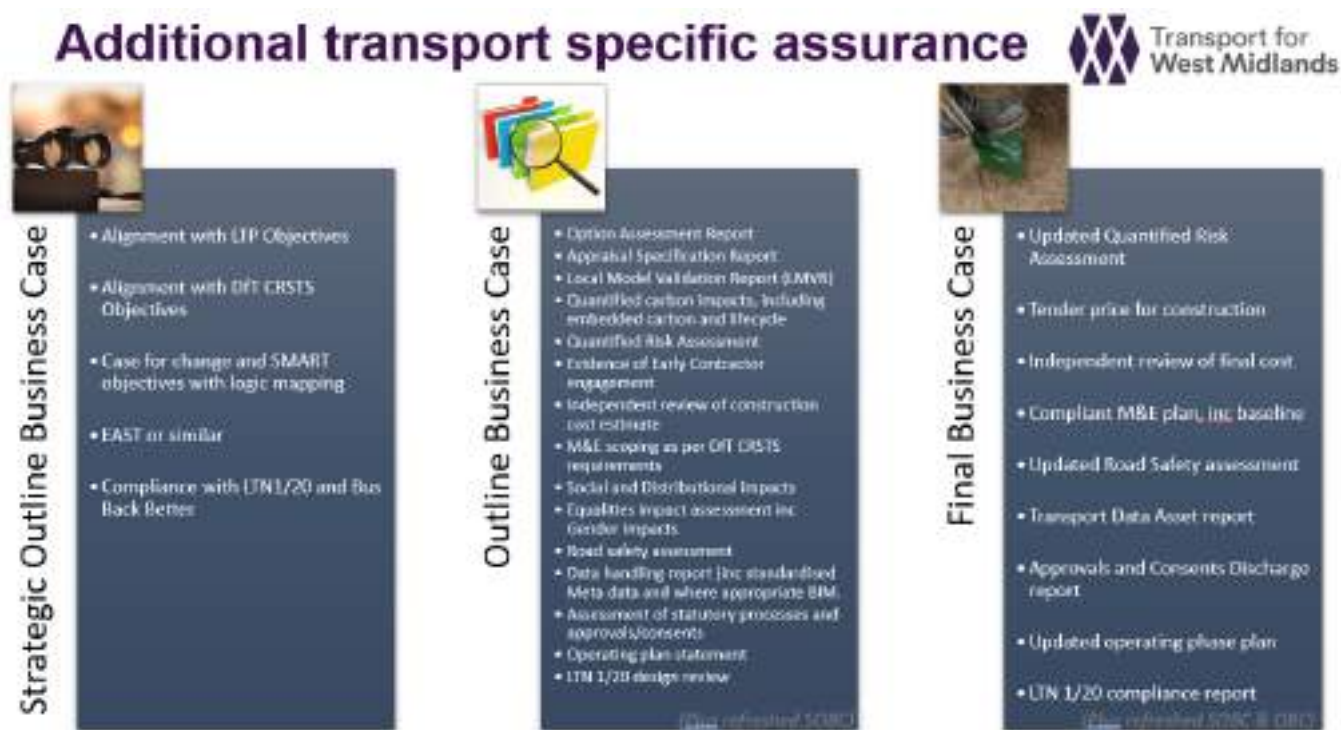 Additional transport specific assurance
Transport for
West Midlands
Strategic Outline Business Case
• Alignment with LTP Objectives
• Alignment with DfT CRSTS
Objectives
• Case for change and SMART
objectives with logic mapping
• EAST or similar
• Compliance with LTN1/20 and Bus
Back Better
Outline Business Case
• Option Assessment Report
• Appraisal Specification Report
• Local Model Validation Report (LMVR)
• Quantified carbon impacts, including
embedded carbon and lifecycle
• Quantified Risk Assessment
• Evidence of Early Contractor
engagement
• Independent review of construction
cost estimate
• M&E scoping as per DfT CRSTS
requirements
• Social and Distributional Impacts
• Equalities impact assessment inc
Gender impacts
• Road safety assessment
• Data handling report (inc standardised
Meta data and where appropriate BIM.
• Assessment of statutory processes and
approvals/consents
• Operating plan statement
• LTN 1/20 design review
(Plus refreshed SOBC)
Final Business Case
• Updated Quantified Risk
Assessment
• Tender price for construction
• Independent review of final cost
• Compliant M&E plan, inc baseline
• Updated Road Safety assessment
• Transport Data Asset report
• Approvals and Consents Discharge
report
• Updated operating phase plan
• LTN 1/20 compliance report
(Plus refreshed SOBC & OBC)